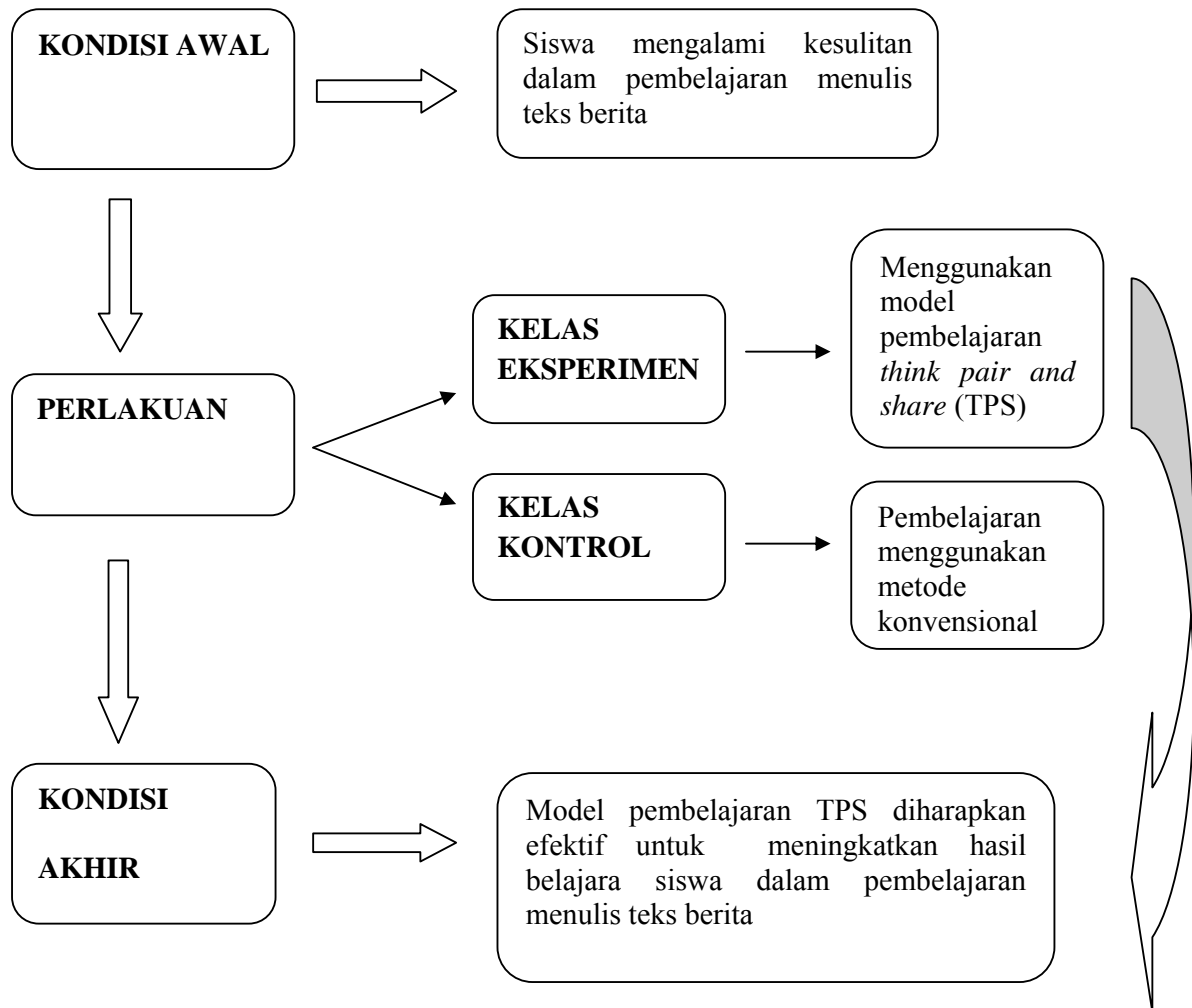 KONDISI AWAL
Siswa mengalami kesulitan
dalam pembelajaran menulis
teks berita
Menggunakan
model
pembelajaran
think pair and
share (TPS)
KELAS
EKSPERIMEN
PERLAKUAN
KELAS
KONTROL
Pembelajaran
menggunakan
metode
konvensional
KONDISI
AKHIR
Model pembelajaran TPS diharapkan
efektif untuk meningkatkan hasil
belajara siswa dalam pembelajaran
menulis teks berita